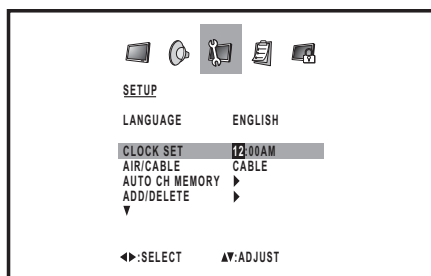 SETUP
LANGUAGE ENGLISH
CLOCK SET 12:00AM
AIR/CABLE CABLE
AUTO CH MEMORY ▶
ADD/DELETE ▶
▼
◀▶:SELECT ▲▼:ADJUST